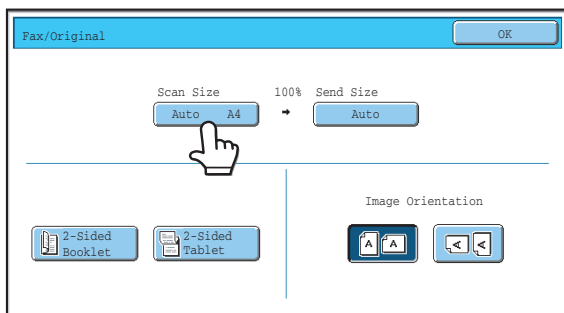 Fax/Original
OK
Scan Size
100%
Send Size
Auto A4
Auto
2-Sided
Booklet
2-Sided
Tablet
Image Orientation
A A
A A